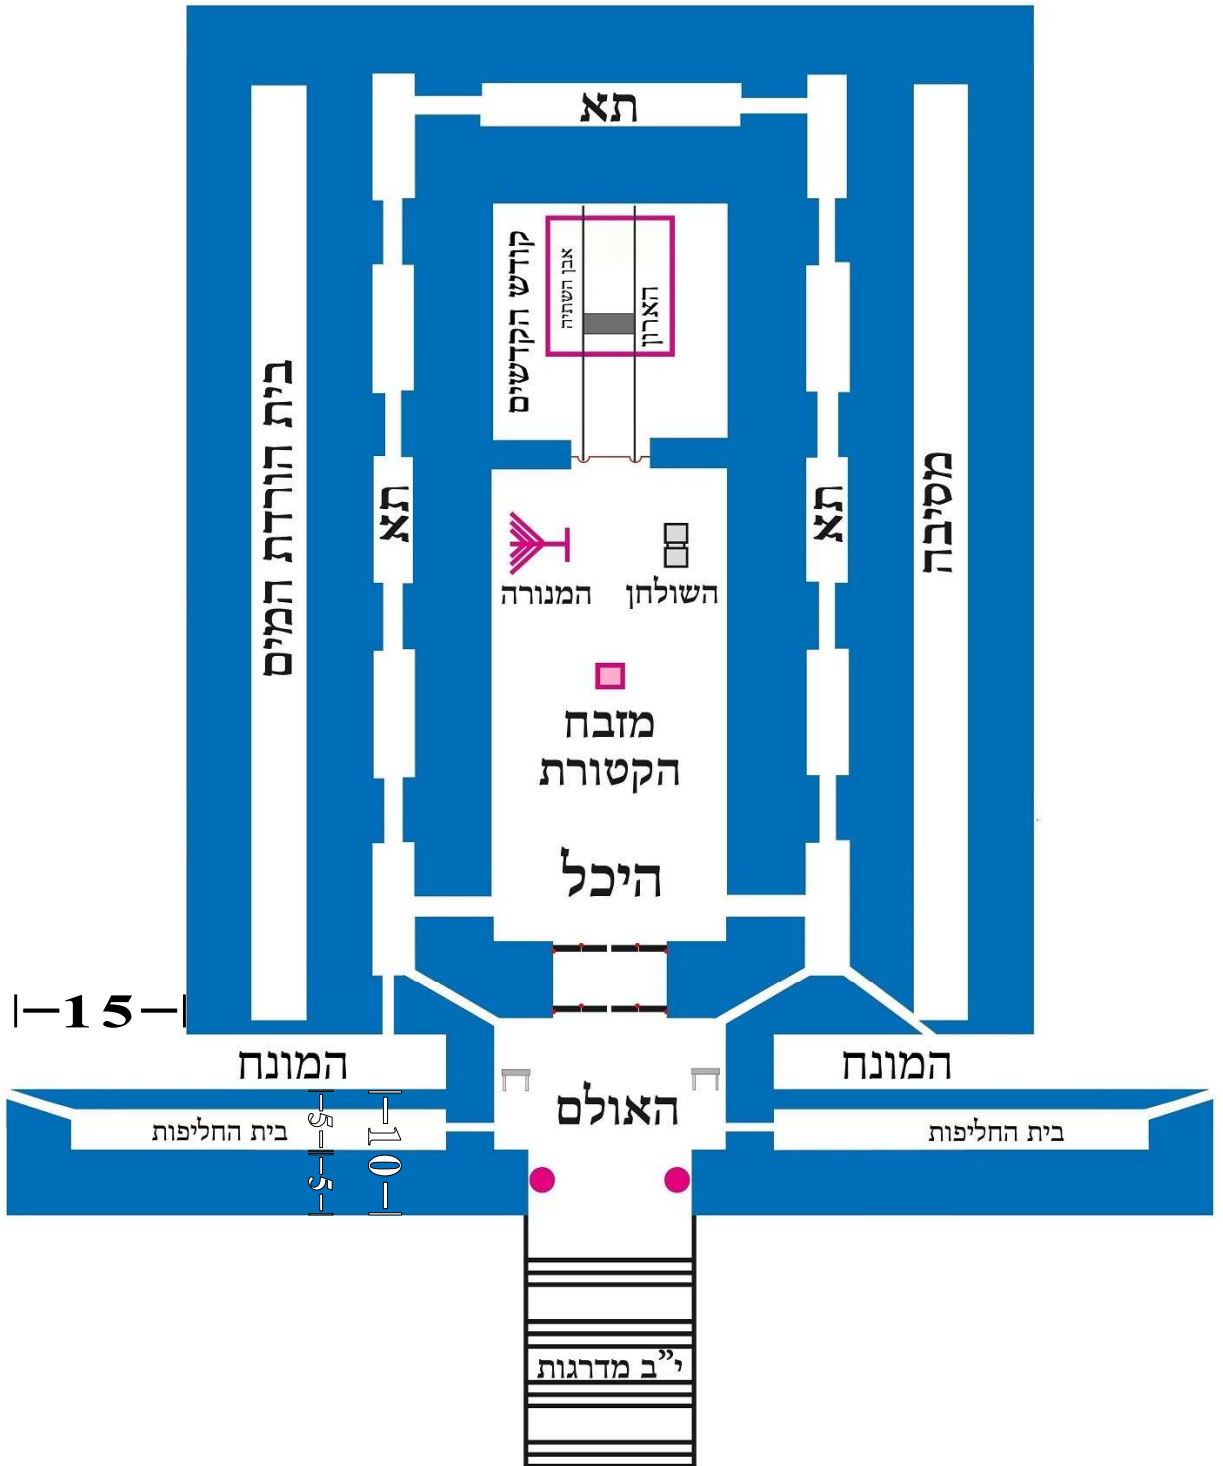 תא
קודש הקדשים
אבן השתיה
הארון
בית הורדת המים
תא
תא
מסיבה
המנורה
השולחן
מזבח
הקטורת
היכל
15
המונח
המונח
האולם
בית החליפות
בית החליפות
5
5
10
י”ב מדרגות